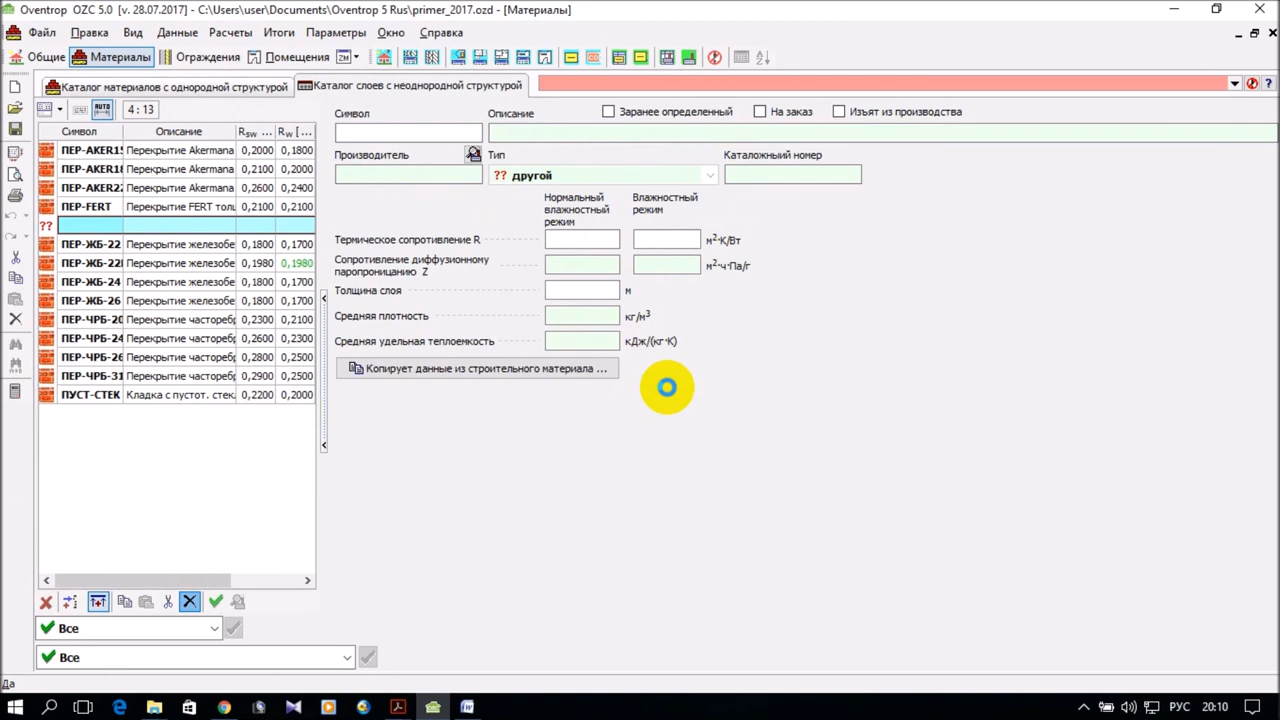 Oventrop OZC 5.0 [v. 28.07.2017] - C:\Users\user\Documents\Oventrop 5 Rus\primer_2017.ozd - [Материалы]
Файл Правка Вид Данные Расчеты Итоги Параметры Окно Справка
Общие Материалы Ограждения Помещения
Каталог материалов с однородной структурой Каталог слоев с неоднородной структурой
AUTO 4 : 13
Символ Описание Rsw ... Rw [ ...
ПЕР-AKER15 Перекрытие Akermana 0,2000 0,1800
ПЕР-AKER18 Перекрытие Akermana 0,2100 0,2000
ПЕР-AKER22 Перекрытие Akermana 0,2600 0,2400
ПЕР-FERT Перекрытие FERT толщ 0,2100 0,2100
??
ПЕР-ЖБ-22 Перекрытие железобе 0,1800 0,1700
ПЕР-ЖБ-22 Перекрытие железобе 0,1980 0,1980
ПЕР-ЖБ-24 Перекрытие железобе 0,1800 0,1700
ПЕР-ЖБ-26 Перекрытие железобе 0,1800 0,1700
ПЕР-ЧРБ-20 Перекрытие часторебр 0,2300 0,2100
ПЕР-ЧРБ-24 Перекрытие часторебр 0,2600 0,2300
ПЕР-ЧРБ-26 Перекрытие часторебр 0,2800 0,2500
ПЕР-ЧРБ-31 Перекрытие часторебр 0,2900 0,2500
ПУСТ-СТЕК Кладка с пустот. стек. 0,2200 0,2000
Все
Все
Символ Описание Заранее определенный На заказ Изъят из производства
Производитель Тип Каталожный номер
?? другой
Нормальный влажностный режим
Влажностный режим
Термическое сопротивление R м2·K/Вт
Сопротивление диффузионному паропроницанию Z м2·ч·Па/г
Толщина слоя м
Средняя плотность кг/м3
Средняя удельная теплоемкость кДж/(кг·K)
Копирует данные из строительного материала ...
Да
РУС 20:10